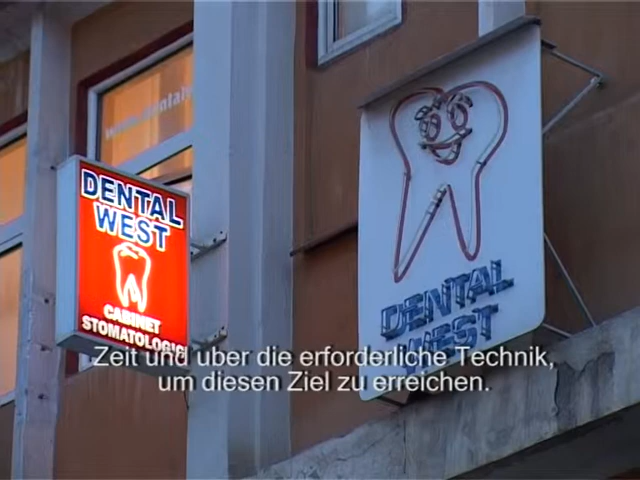 DENTAL
WEST
CABINET
STOMATOLOGIC
DENTAL
WEST
Zeit und uber die erforderliche Technik,
um diesen Ziel zu erreichen.